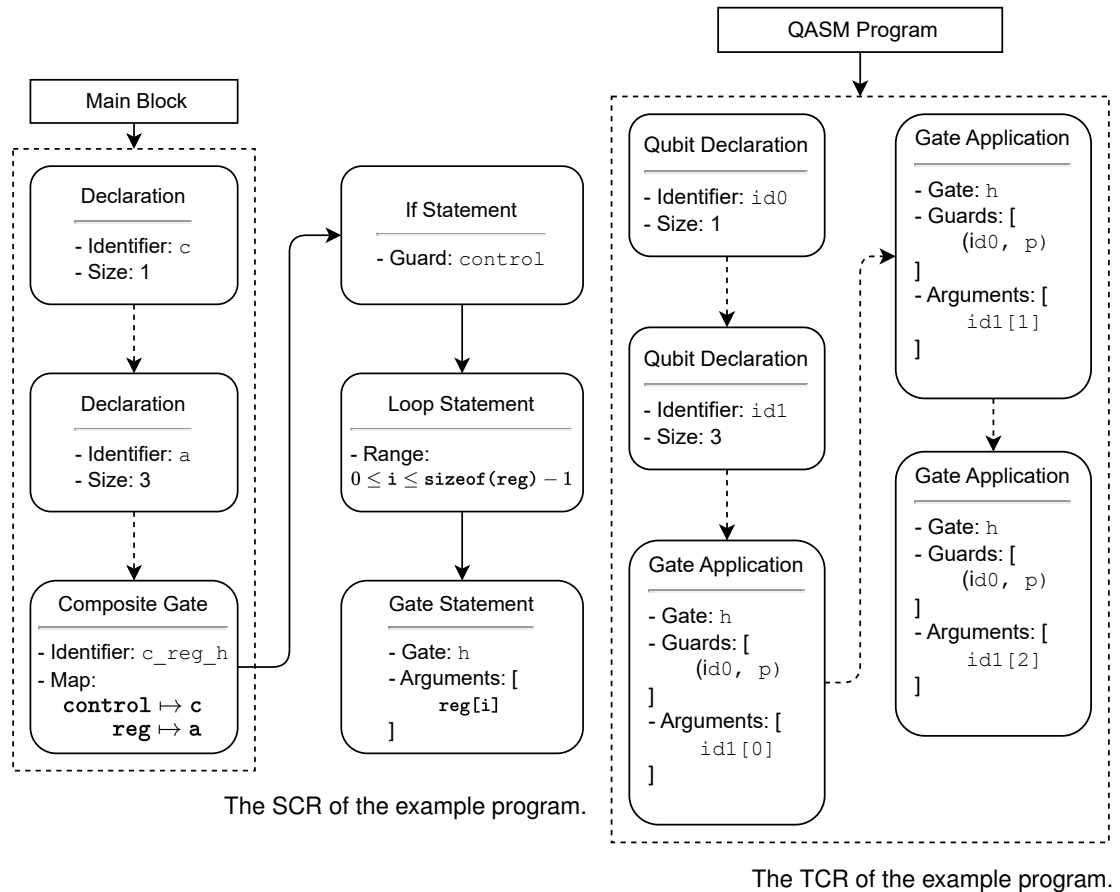 Main Block
Declaration
- Identifier: c
- Size: 1
Declaration
- Identifier: a
- Size: 3
Composite Gate
- Identifier: c_reg_h
- Map:
control ↦ c
reg ↦ a
If Statement
- Guard: control
Loop Statement
- Range:
0 ≤ i ≤ sizeof(reg) − 1
Gate Statement
- Gate: h
- Arguments: [
reg[i]
]
The SCR of the example program.
QASM Program
Qubit Declaration
- Identifier: id0
- Size: 1
Qubit Declaration
- Identifier: id1
- Size: 3
Gate Application
- Gate: h
- Guards: [
(id0, p)
]
- Arguments: [
id1[0]
]
Gate Application
- Gate: h
- Guards: [
(id0, p)
]
- Arguments: [
id1[1]
]
Gate Application
- Gate: h
- Guards: [
(id0, p)
]
- Arguments: [
id1[2]
]
The TCR of the example program.